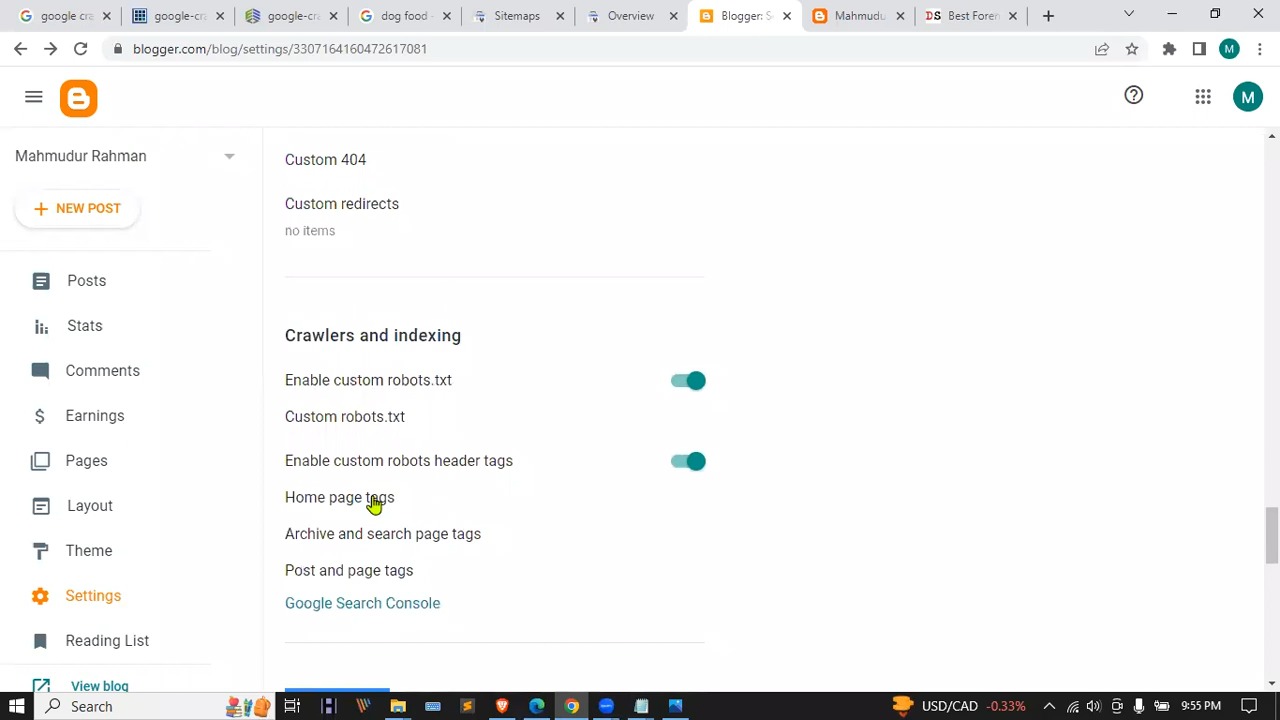 google cra
google-cra
google-cra
dog food -
Sitemaps
Overview
Blogger: S
Mahmudu
Best Foren
blogger.com/blog/settings/3307164160472617081
M
M
Mahmudur Rahman
NEW POST
Posts
Stats
Comments
Earnings
Pages
Layout
Theme
Settings
Reading List
View blog
Custom 404
Custom redirects
no items
Crawlers and indexing
Enable custom robots.txt
Custom robots.txt
Enable custom robots header tags
Home page tags
Archive and search page tags
Post and page tags
Google Search Console
Search
USD/CAD -0.33%
9:55 PM